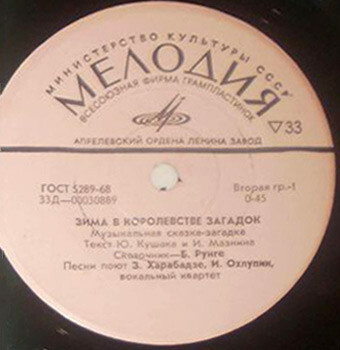 МИНИСТЕРСТВО КУЛЬТУРЫ СССР
МЕЛОДИЯ
ВСЕСОЮЗНАЯ ФИРМА ГРАМПЛАСТИНОК
▽33
АПРЕЛЕВСКИЙ ОРДЕНА ЛЕНИНА ЗАВОД
ГОСТ 5289-68 Вторая гр.-1
33Д—00030889 0-45
ЗИМА В КОРОЛЕВСТВЕ ЗАГАДОК
Музыкальная сказка-загадка
Текст Ю. Кушака и И. Мазнина
Сказочник—Б. Рунге
Песни поют З. Харабадзе, И. Охлупин,
вокальный квартет